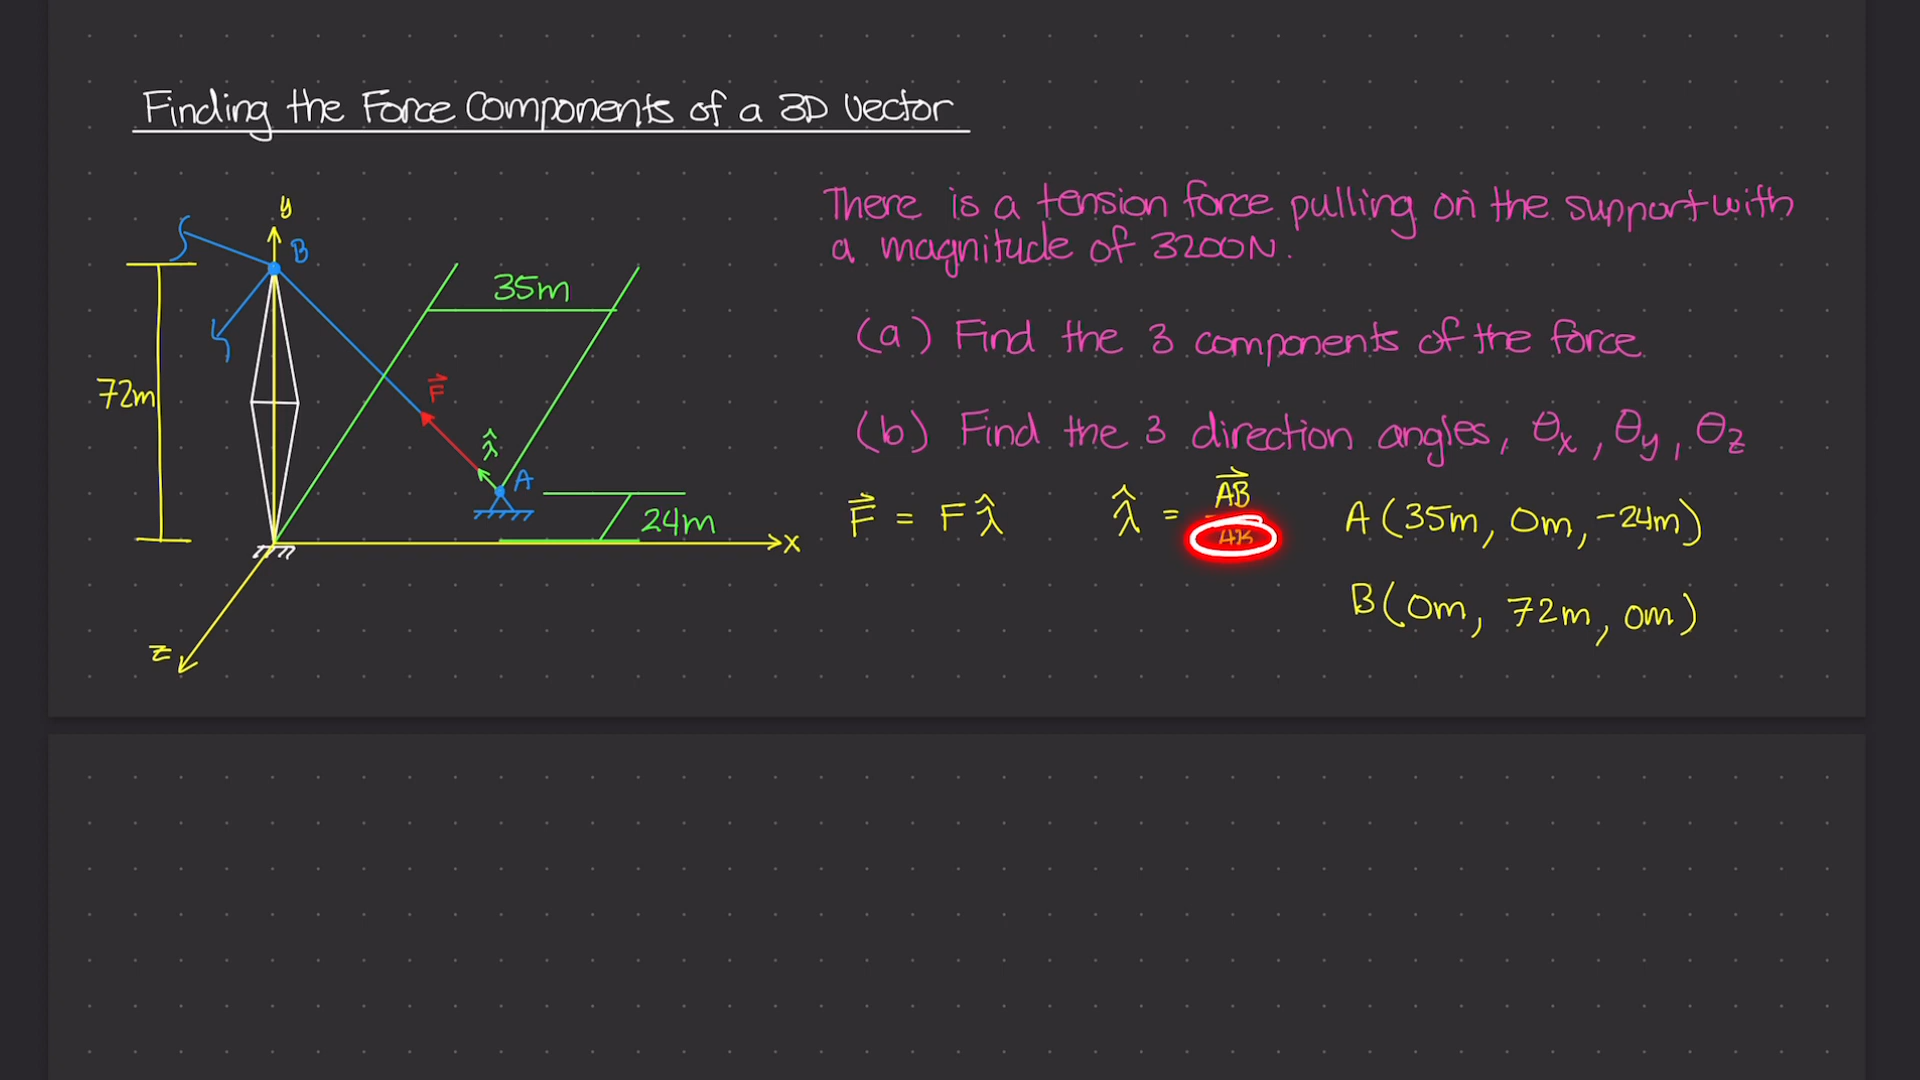 Finding the Force Components of a 3D Vector
There is a tension force pulling on the support with
a magnitude of 3200N.
(a) Find the 3 components of the force.
(b) Find the 3 direction angles, θx, θy, θz
y
B
35m
72m
F⃗
λ̂
A
24m
x
z
F⃗ = F λ̂
λ̂ = A⃗B⃗
A(35m, 0m, -24m)
B(0m, 72m, 0m)